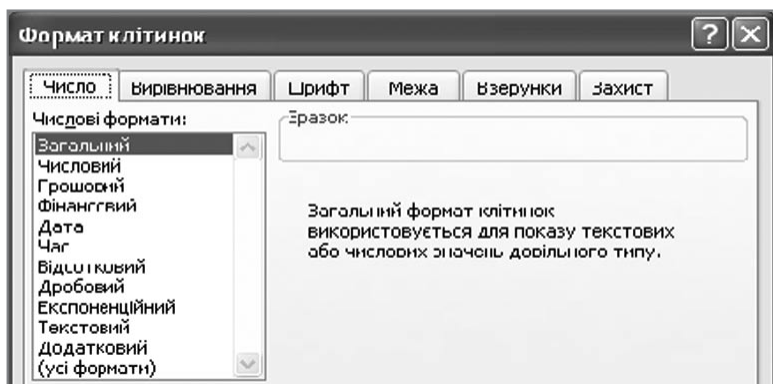 Формат клітинок
Число Вирівнювання Шрифт Межа Взерунки Захист
Числові формати:
Зразок
Загальний
Числовий
Грошовий
Фінансовий
Дата
Час
Відсотковий
Дробовий
Експоненційний
Текстовий
Додатковий
(усі формати)
Загальний формат клітинок
використовується для показу текстових
або числових значень довільного типу.